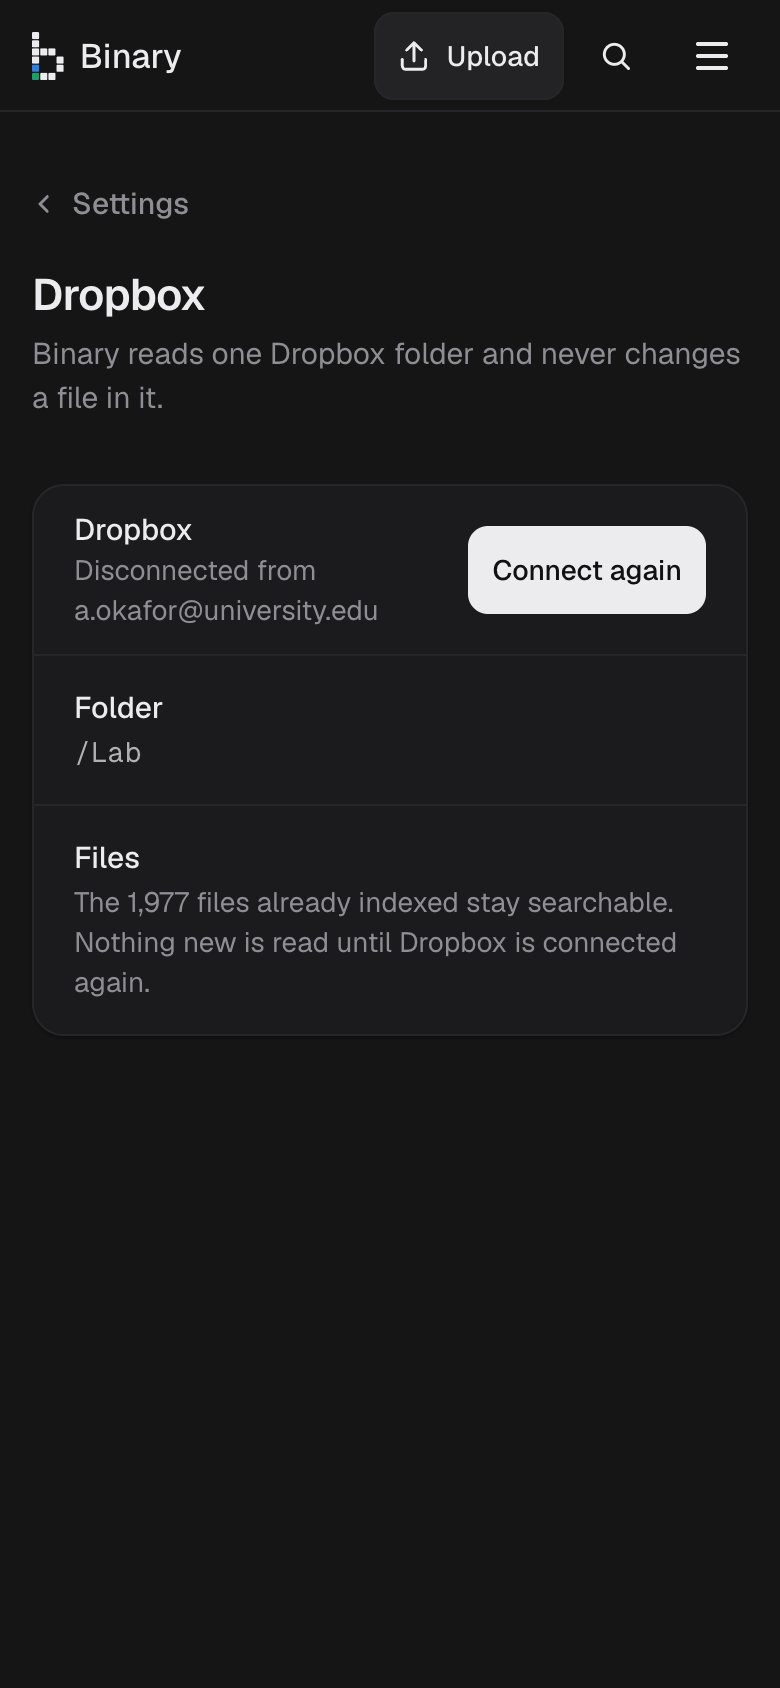 Binary
Upload
Settings
Dropbox
Binary reads one Dropbox folder and never changes
a file in it.
Dropbox
Disconnected from
a.okafor@university.edu
Connect again
Folder
/Lab
Files
The 1,977 files already indexed stay searchable.
Nothing new is read until Dropbox is connected
again.